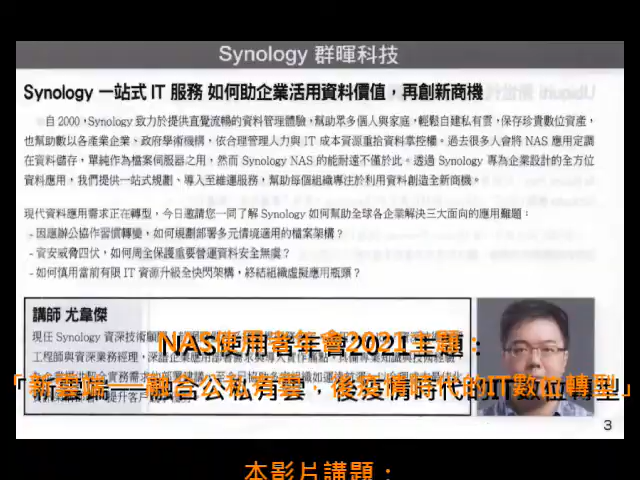 Synology 群暉科技
Synology 一站式 IT 服務 如何助企業活用資料價值，再創新商機
自 2000，Synology 致力於提供直覺流暢的資料管理體驗，幫助眾多個人與家庭，輕鬆自建私有雲，保存珍貴數位資產，
也幫助數以各產業企業、政府學術機構，依合理管理人力與 IT 成本資源重拾資料掌控權。過去很多人會將 NAS 應用定調
在資料儲存，單純作為檔案伺服器之用，然而 Synology NAS 的能耐遠不僅於此。透過 Synology 專為企業設計的全方位
資料應用，我們提供一站式規劃、導入至維運服務，幫助每個組織專注於利用資料創造全新商機。
現代資料應用需求正在轉型，今日邀請您一同了解 Synology 如何幫助全球各企業解決三大面向的應用難題：
- 因應辦公協作習慣轉變，如何規劃部署多元情境適用的檔案架構？
- 資安威脅四伏，如何周全保護重要營運資料安全無虞？
- 如何慎用當前有限 IT 資源升級全快閃架構，終結組織虛擬應用瓶頸？
講師 尤韋傑
現任 Synology 資深技術
NAS使用者年會2021主題：
工程師與資深業務經理，
「新雲端－融合公私有雲，後疫情時代的IT數位轉型」
3
本影片講題：